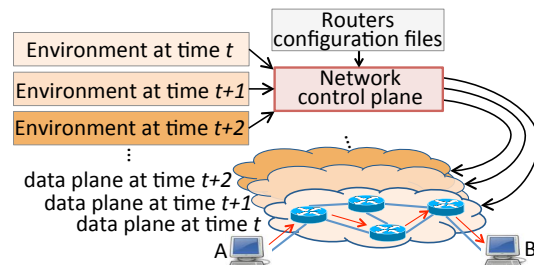 Routers
configuration files
Environment at time t
Environment at time t+1
Environment at time t+2
Network
control plane
data plane at time t+2
data plane at time t+1
data plane at time t
A
B